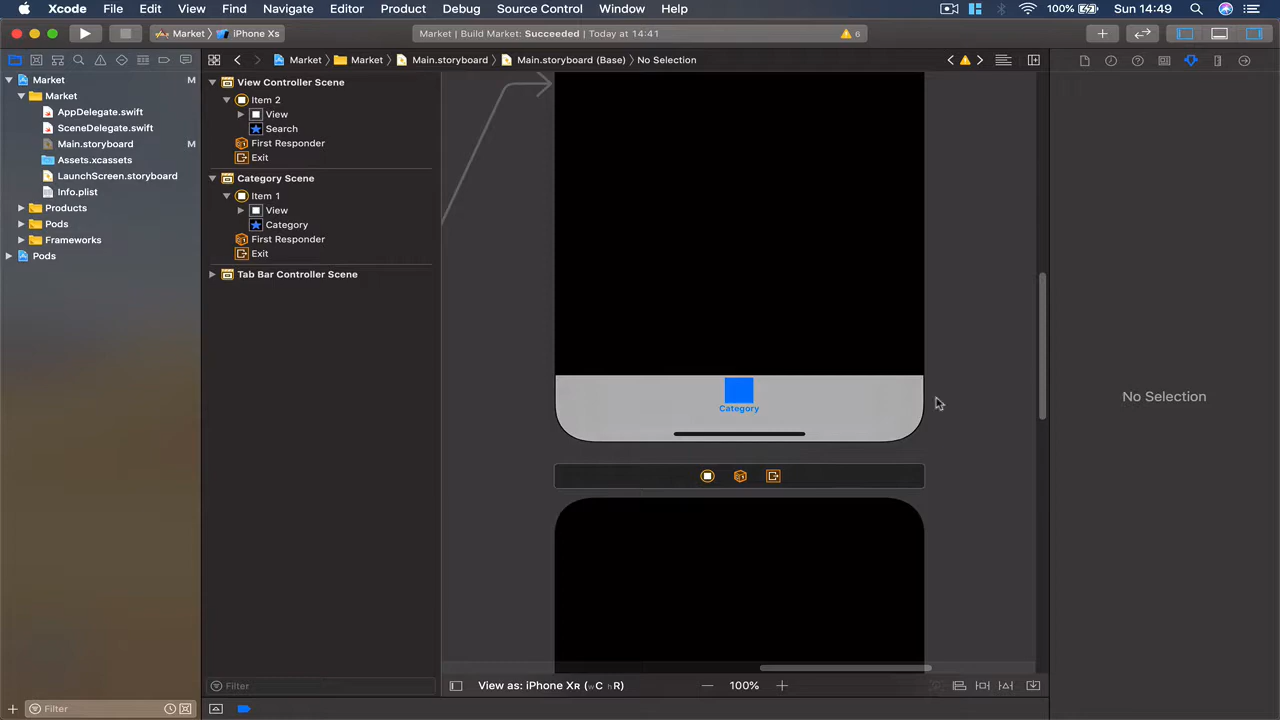 Xcode File Edit View Find Navigate Editor Product Debug Source Control Window Help 100% Sun 14:49
Market iPhone Xs Market | Build Market: Succeeded | Today at 14:41 6
Market Market Main.storyboard Main.storyboard (Base) No Selection
Market M
Market
AppDelegate.swift
SceneDelegate.swift
Main.storyboard M
Assets.xcassets
LaunchScreen.storyboard
Info.plist
Products
Pods
Frameworks
Pods
View Controller Scene
Item 2
View
Search
First Responder
Exit
Category Scene
Item 1
View
Category
First Responder
Exit
Tab Bar Controller Scene
Category
No Selection
Filter
View as: iPhone XR (wC hR) 100%
Filter